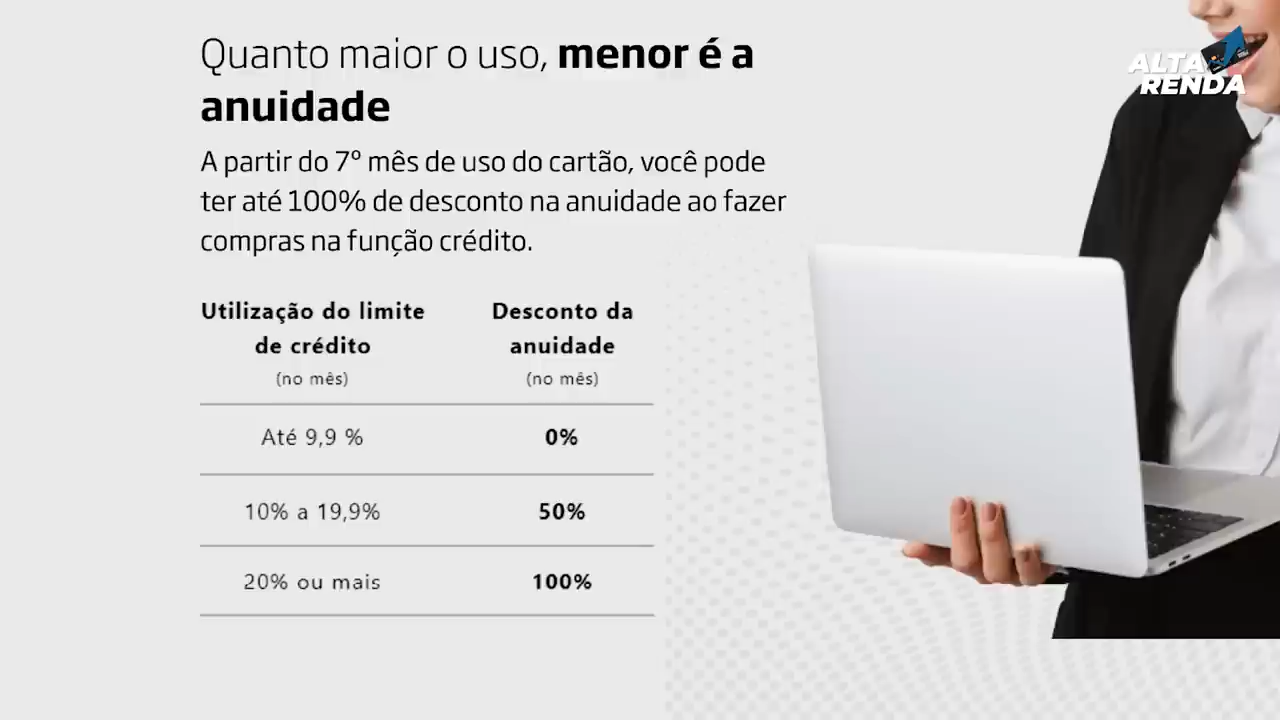 Quanto maior o uso, menor é a
anuidade
A partir do 7º mês de uso do cartão, você pode
ter até 100% de desconto na anuidade ao fazer
compras na função crédito.
Utilização do limite
de crédito
(no mês)
Desconto da
anuidade
(no mês)
Até 9,9 %
0%
10% a 19,9%
50%
20% ou mais
100%
ALTA
RENDA